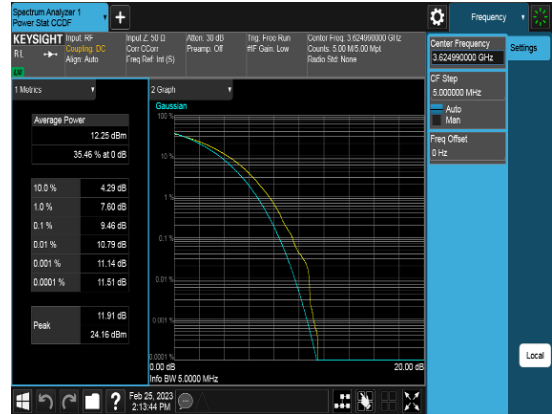 Spectrum Analyzer 1
Power Stat CCDF
Frequency
KEYSIGHT
Input: RF
Coupling: DC
Align: Auto
Input Z: 50 Ω
Corr CCorr
Freq Ref: Int (S)
Atten: 30 dB
Preamp: Off
Trig: Free Run
#IF Gain: Low
Center Freq: 3.624990000 GHz
Counts: 5.00 M/5.00 Mpt
Radio Std: None
RL
Center Frequency
3.624990000 GHz
Settings
CF Step
5.000000 MHz
Auto
Man
Freq Offset
0 Hz
1 Metrics
Average Power
12.25 dBm
35.46 % at 0 dB
10.0 % 4.29 dB
1.0 % 7.60 dB
0.1 % 9.46 dB
0.01 % 10.79 dB
0.001 % 11.14 dB
0.0001 % 11.51 dB
Peak
11.91 dB
24.16 dBm
2 Graph
Gaussian
100 %
10 %
1 %
0.1 %
0.01 %
0.001 %
0.0001 %
0.00 dB
20.00 dB
Info BW 5.0000 MHz
Local
?
Feb 25, 2023
2:13:44 PM